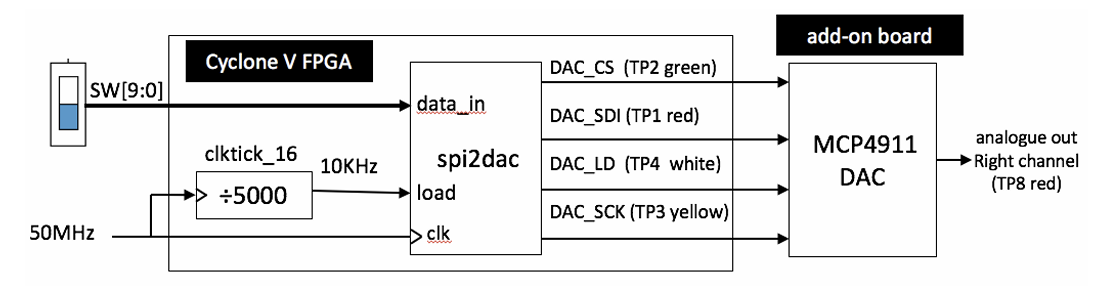 add-on board
Cyclone V FPGA
DAC_CS (TP2 green)
SW[9:0]
data_in
DAC_SDI (TP1 red)
clktick_16
10KHz
spi2dac
DAC_LD (TP4 white)
MCP4911
DAC
analogue out
Right channel
(TP8 red)
÷5000
load
DAC_SCK (TP3 yellow)
50MHz
clk